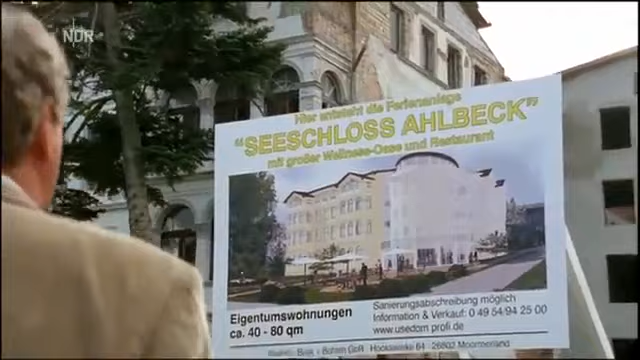 NDR
Hier entsteht die Ferienanlage
"SEESCHLOSS AHLBECK"
mit großer Wellness-Oase und Restaurant
Eigentumswohnungen
ca. 40 - 80 qm
Sanierungsabschreibung möglich
Information & Verkauf: 0 49 54/94 25 00
www.usedom profi.de
GbR 26802 Moormerland